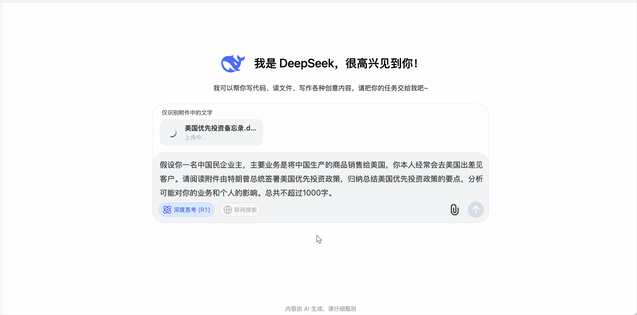 我是 DeepSeek，很高兴见到你！
我可以帮你写代码、读文件、写作各种创意内容，请把你的任务交给我吧~
仅识别附件中的文字
美国优先投资备忘录.d...
上传中...
假设你一名中国民企业主，主要业务是将中国生产的商品销售给美国，你本人经常会去美国出差见
客户。请阅读附件由特朗普总统签署美国优先投资政策，归纳总结美国优先投资政策的要点，分析
可能对你的业务和个人的影响。总共不超过1000字。
深度思考 (R1)
联网搜索
内容由 AI 生成，请仔细甄别